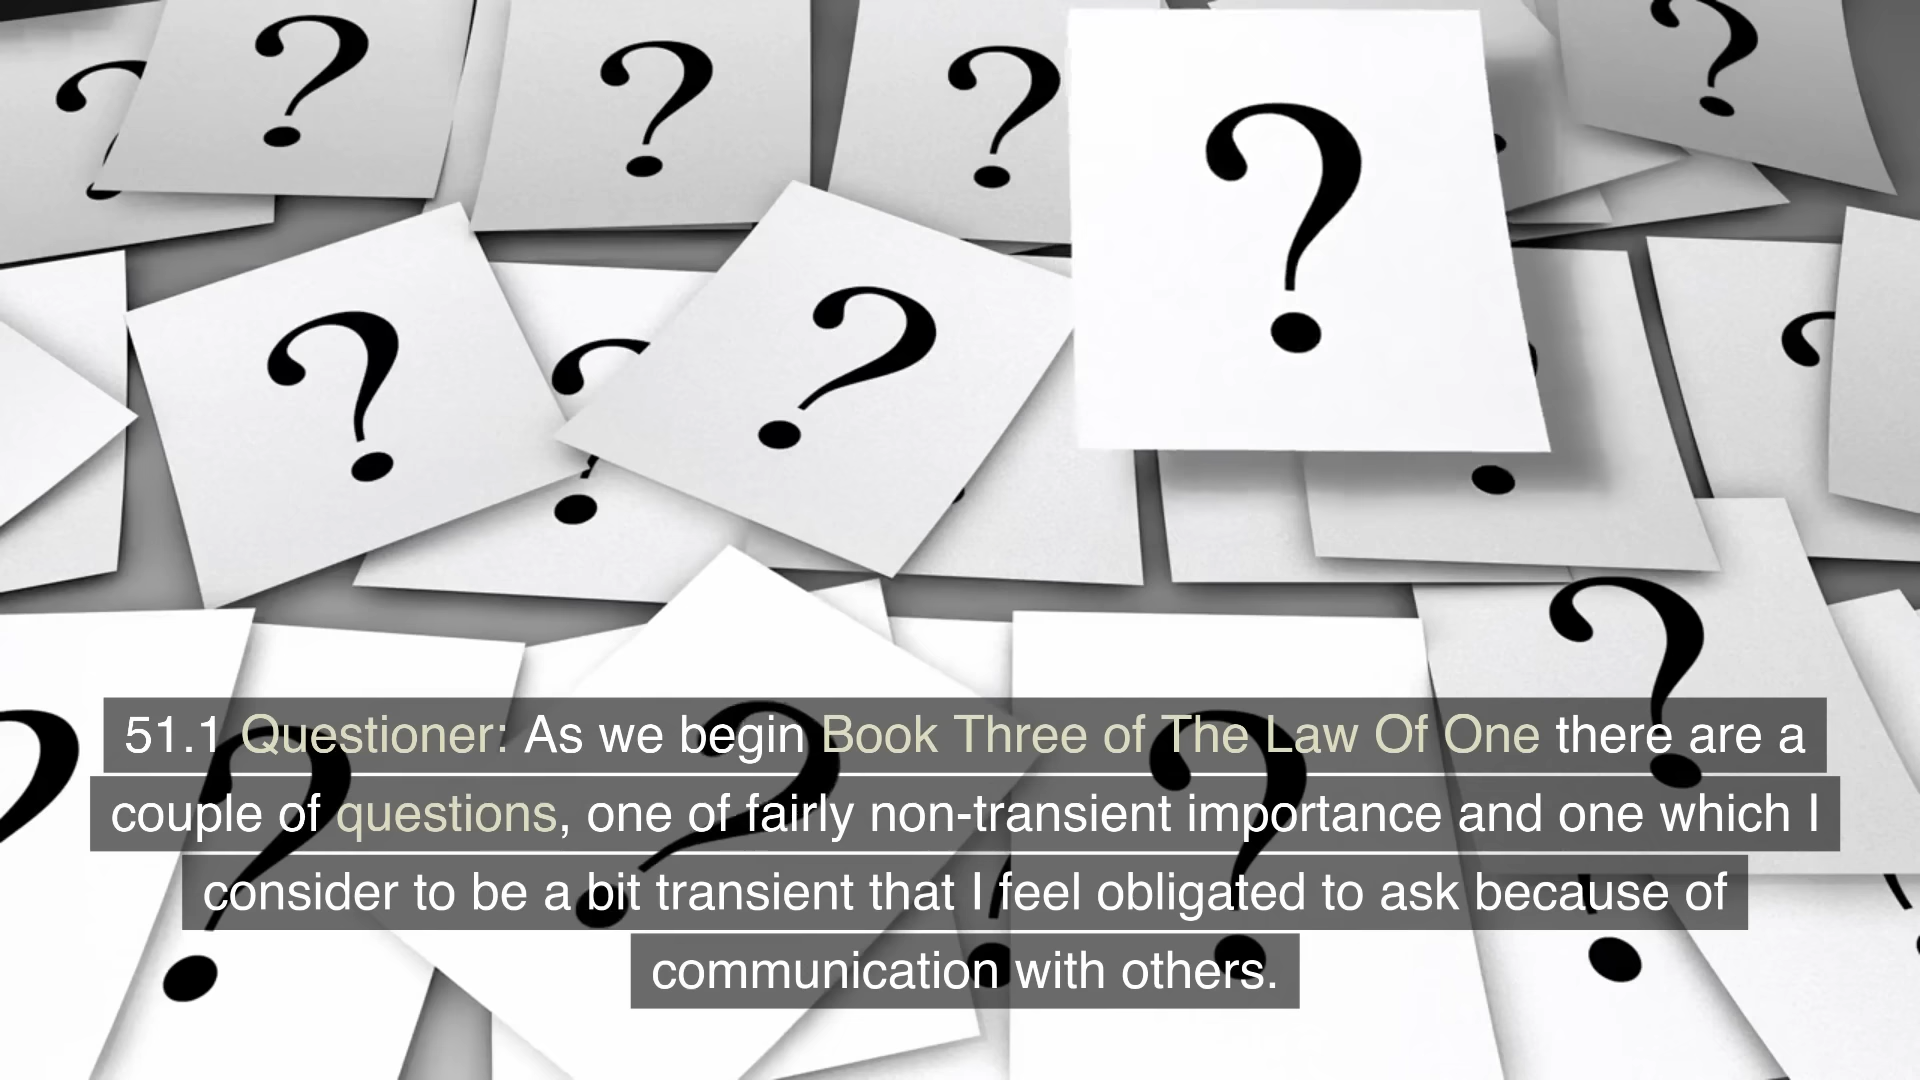 51.1 Questioner: As we begin Book Three of The Law Of One there are a
couple of questions, one of fairly non-transient importance and one which I
consider to be a bit transient that I feel obligated to ask because of
communication with others.